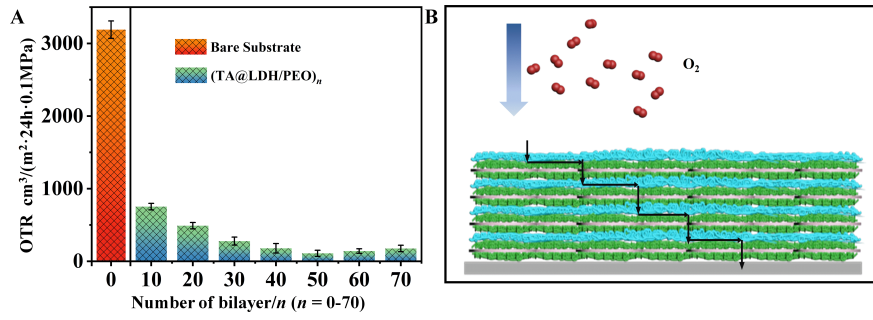 A
OTR cm³/(m²·24h·0.1MPa)
3000
2000
1000
0
Bare Substrate
(TA@LDH/PEO)n
0 10 20 30 40 50 60 70
Number of bilayer/n (n = 0-70)
B
O₂